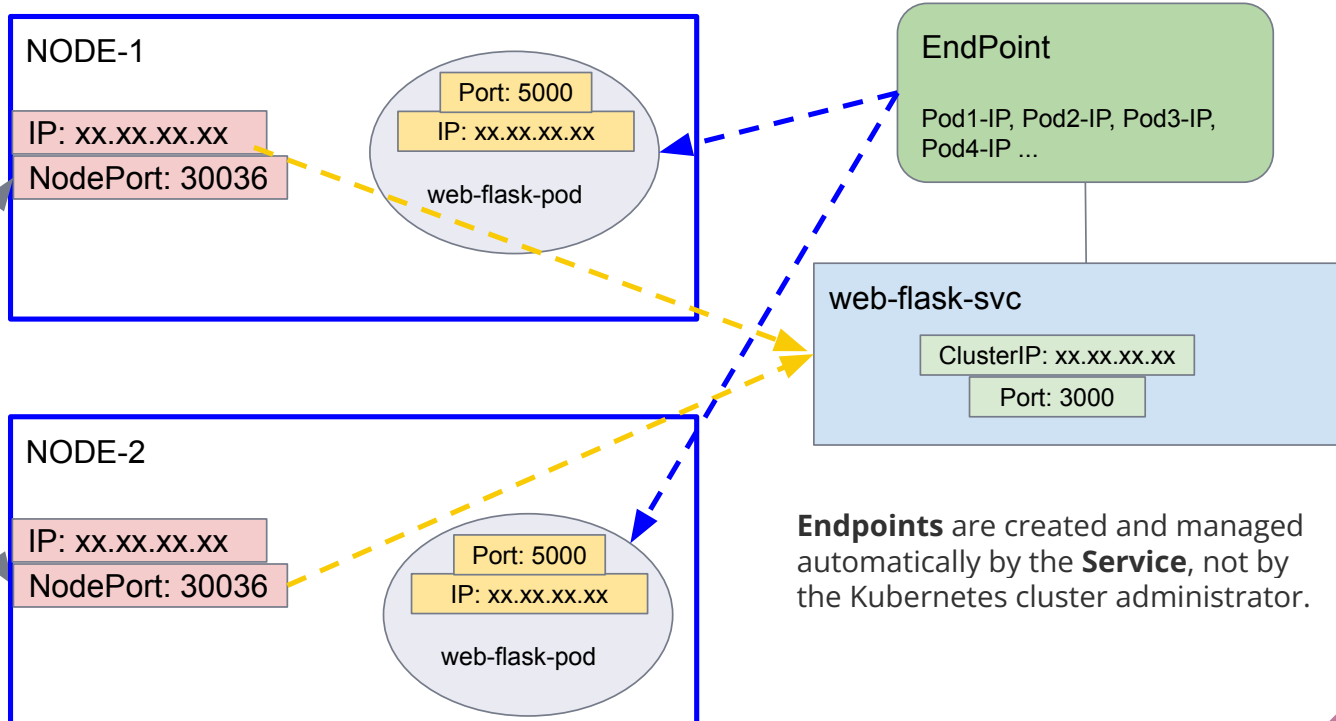 NODE-1
Port: 5000
IP: xx.xx.xx.xx
web-flask-pod
IP: xx.xx.xx.xx
NodePort: 30036
EndPoint
Pod1-IP, Pod2-IP, Pod3-IP,
Pod4-IP ...
web-flask-svc
ClusterIP: xx.xx.xx.xx
Port: 3000
NODE-2
IP: xx.xx.xx.xx
NodePort: 30036
Port: 5000
IP: xx.xx.xx.xx
web-flask-pod
Endpoints are created and managed
automatically by the Service, not by
the Kubernetes cluster administrator.